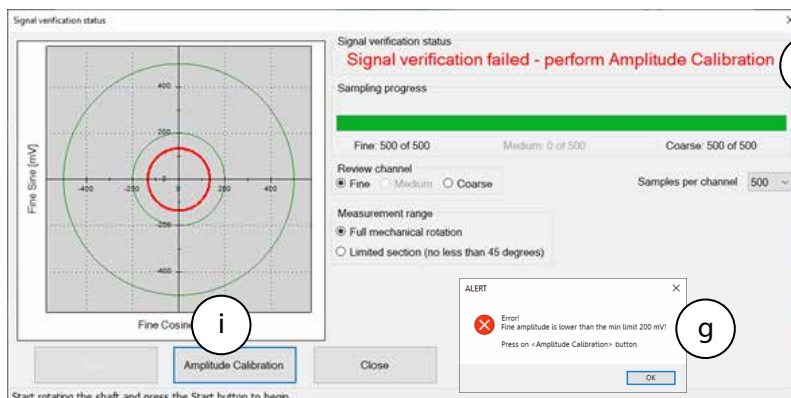 Signal verification status
Signal verification status
Signal verification failed - perform Amplitude Calibration
Sampling progress
Fine: 500 of 500
Medium: 0 of 500
Coarse: 500 of 500
Review channel
Fine
Medium
Coarse
Samples per channel
500
Measurement range
Full mechanical rotation
Limited section (no less than 45 degrees)
Fine Sine [mV]
400
200
0
-200
-400
-400
-200
0
200
400
Fine Cosine
i
ALERT
Error!
Fine amplitude is lower than the min limit 200 mV!
Press on <Amplitude Calibration> button.
OK
g
Amplitude Calibration
Close
Start rotating the shaft and press the Start button to begin